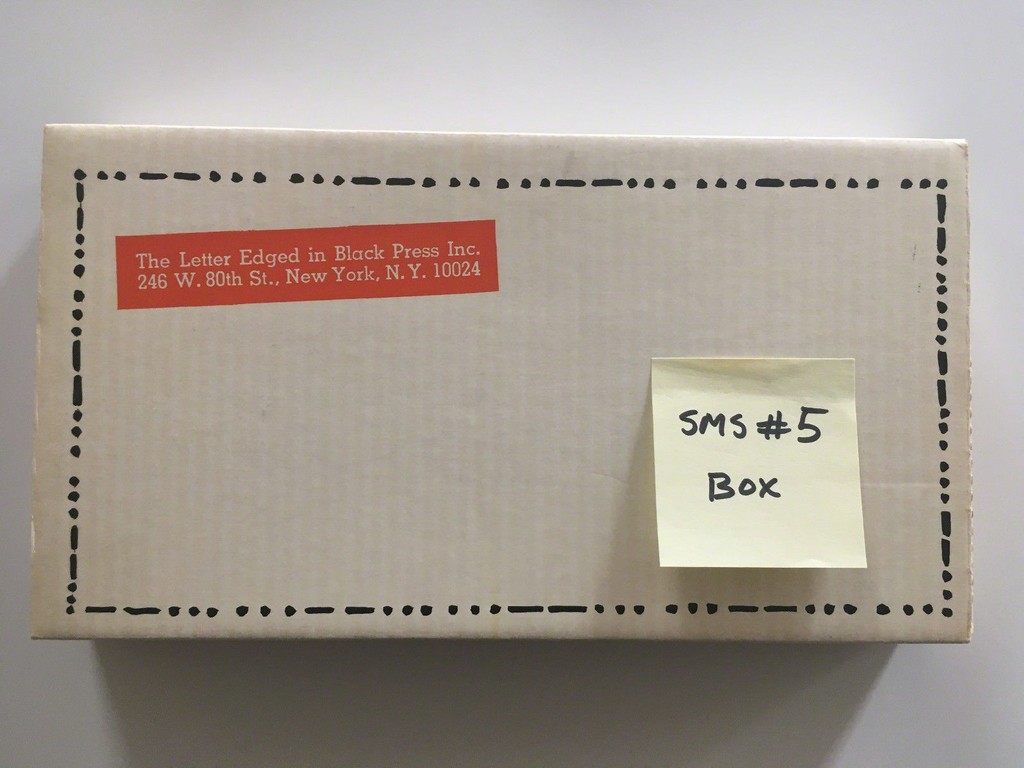 The Letter Edged in Black Press Inc.
246 W. 80th St., New York, N.Y. 10024
SMS #5
BOX